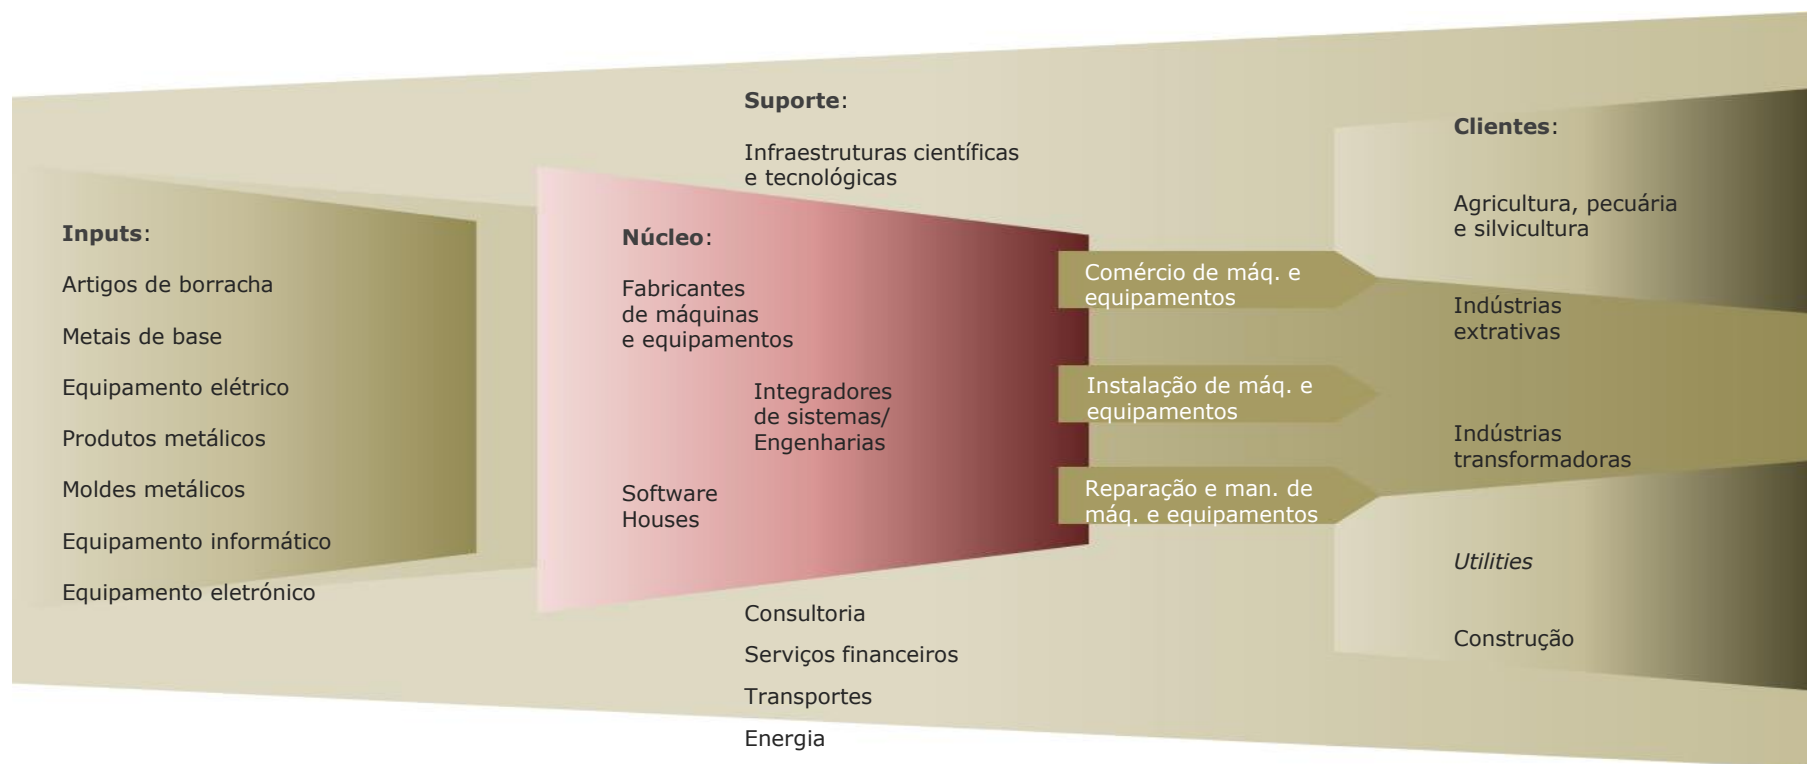 Suporte:
Infraestruturas científicas
e tecnológicas
Inputs:
Artigos de borracha
Metais de base
Equipamento elétrico
Produtos metálicos
Moldes metálicos
Equipamento informático
Equipamento eletrónico
Núcleo:
Fabricantes
de máquinas
e equipamentos
Integradores
de sistemas/
Engenharias
Software
Houses
Comércio de máq. e
equipamentos
Instalação de máq. e
equipamentos
Reparação e man. de
máq. e equipamentos
Clientes:
Agricultura, pecuária
e silvicultura
Indústrias
extrativas
Indústrias
transformadoras
Utilities
Construção
Consultoria
Serviços financeiros
Transportes
Energia